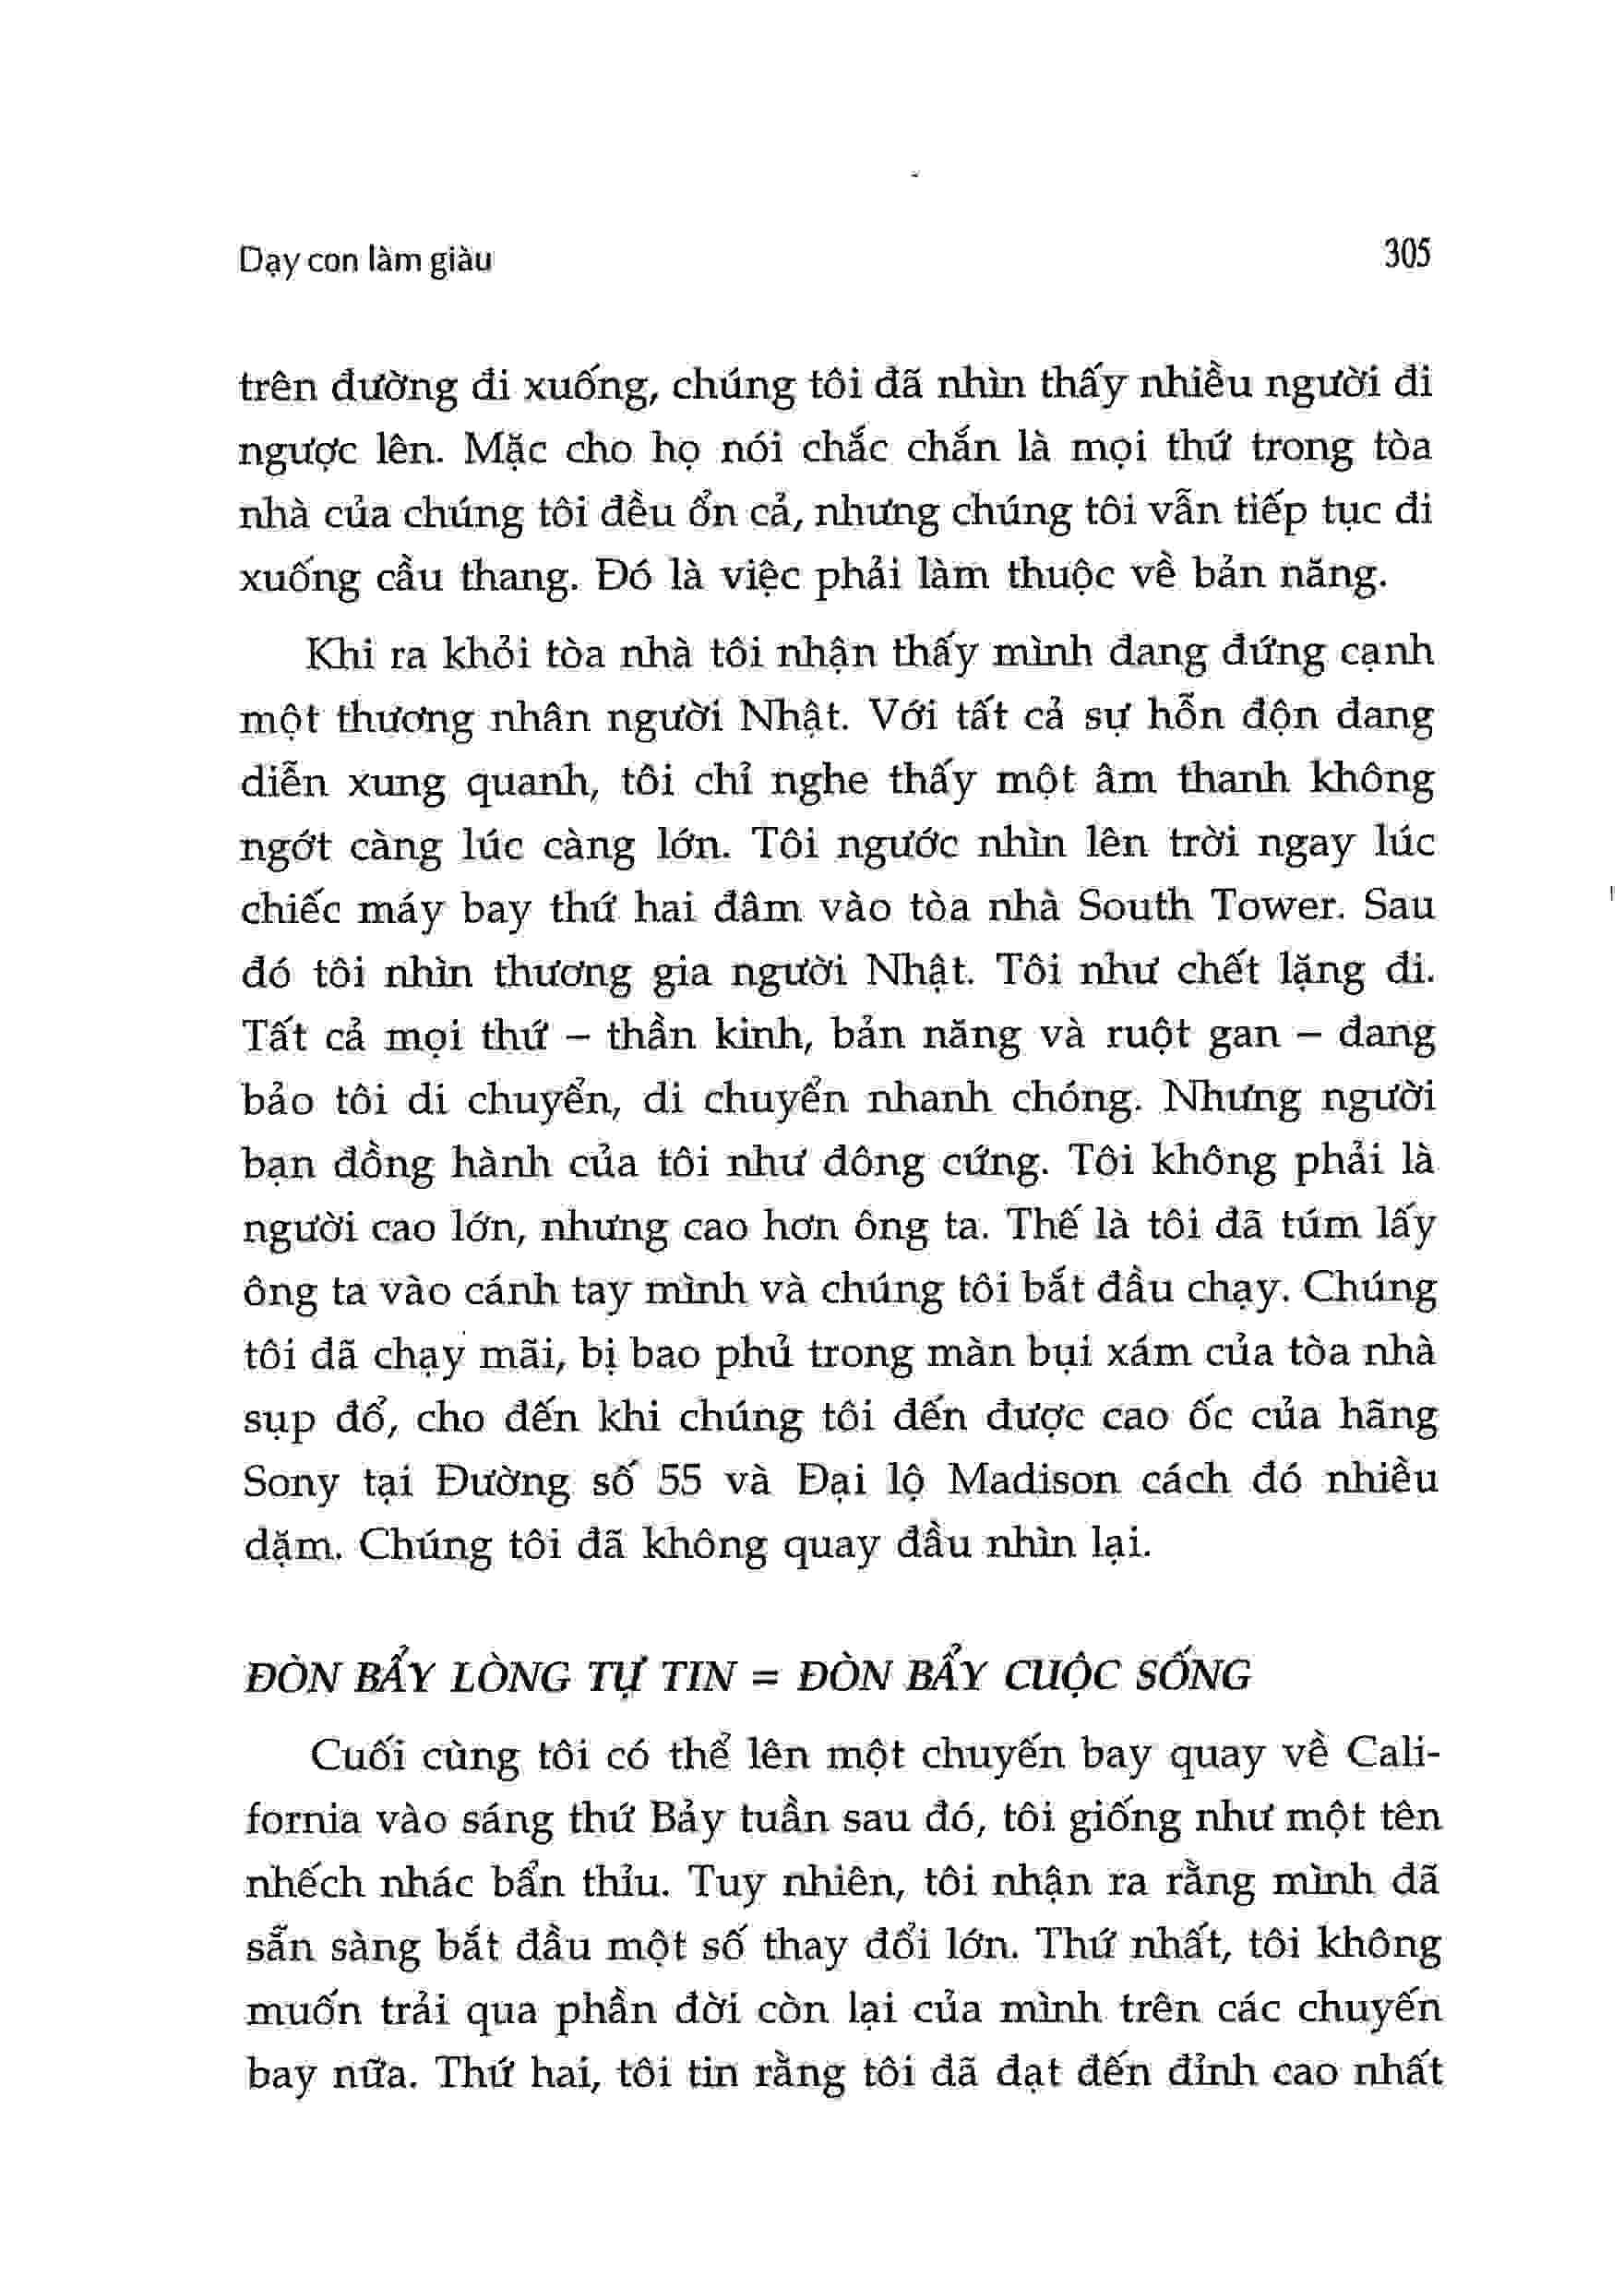 Dạy con làm giàu
305
trên đường đi xuống, chúng tôi đã nhìn thấy nhiều người đi
ngược lên. Mặc cho họ nói chắc chắn là mọi thứ trong tòa
nhà của chúng tôi đều ổn cả, nhưng chúng tôi vẫn tiếp tục đi
xuống cầu thang. Đó là việc phải làm thuộc về bản năng.
Khi ra khỏi tòa nhà tôi nhận thấy mình đang đứng cạnh
một thương nhân người Nhật. Với tất cả sự hỗn độn đang
diễn xung quanh, tôi chỉ nghe thấy một âm thanh không
ngớt càng lúc càng lớn. Tôi ngước nhìn lên trời ngay lúc
chiếc máy bay thứ hai đâm vào tòa nhà South Tower. Sau
đó tôi nhìn thương gia người Nhật. Tôi như chết lặng đi.
Tất cả mọi thứ – thần kinh, bản năng và ruột gan – đang
bảo tôi di chuyển, di chuyển nhanh chóng. Nhưng người
bạn đồng hành của tôi như đông cứng. Tôi không phải là
người cao lớn, nhưng cao hơn ông ta. Thế là tôi đã túm lấy
ông ta vào cánh tay mình và chúng tôi bắt đầu chạy. Chúng
tôi đã chạy mãi, bị bao phủ trong màn bụi xám của tòa nhà
sụp đổ, cho đến khi chúng tôi đến được cao ốc của hãng
Sony tại Đường số 55 và Đại lộ Madison cách đó nhiều
dặm. Chúng tôi đã không quay đầu nhìn lại.
ĐÒN BẨY LÒNG TỰ TIN = ĐÒN BẨY CUỘC SỐNG
Cuối cùng tôi có thể lên một chuyến bay quay về Cali-
fornia vào sáng thứ Bảy tuần sau đó, tôi giống như một tên
nhếch nhác bẩn thỉu. Tuy nhiên, tôi nhận ra rằng mình đã
sẵn sàng bắt đầu một số thay đổi lớn. Thứ nhất, tôi không
muốn trải qua phần đời còn lại của mình trên các chuyến
bay nữa. Thứ hai, tôi tin rằng tôi đã đạt đến đỉnh cao nhất